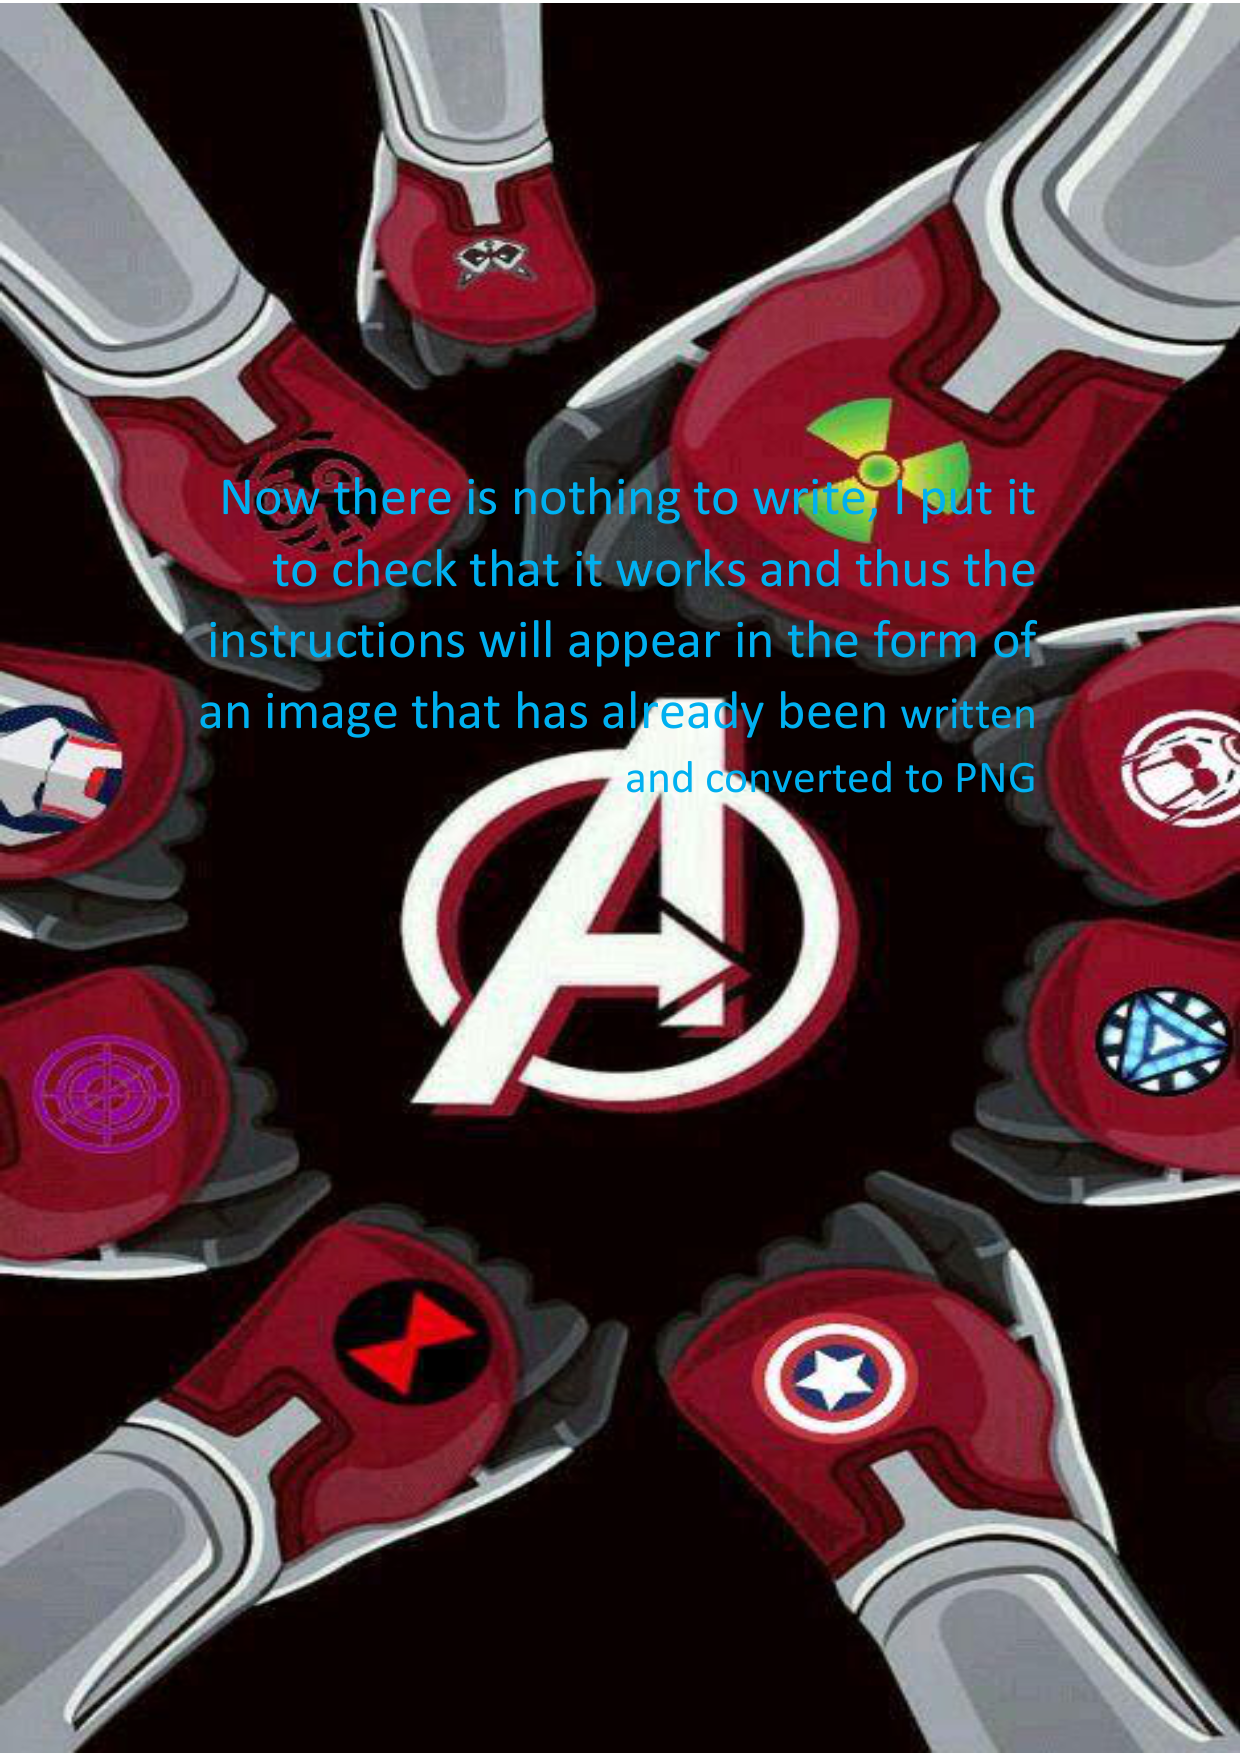 Now there is nothing to write, I put it
to check that it works and thus the
instructions will appear in the form of
an image that has already been written
and converted to PNG